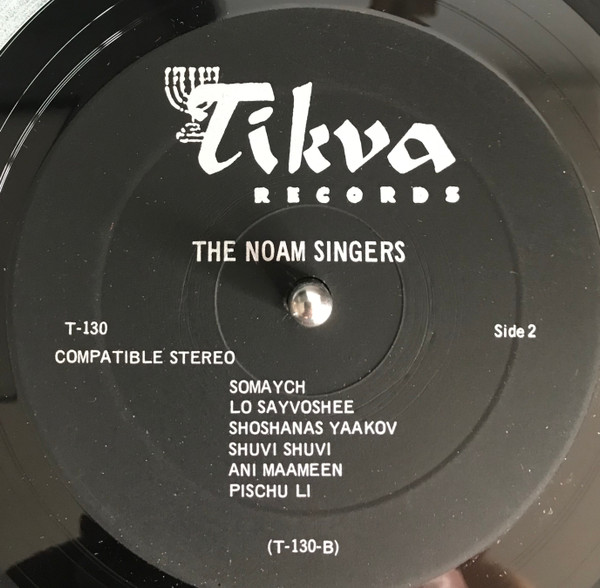 Tikva
RECORDS
THE NOAM SINGERS
T-130
Side 2
COMPATIBLE STEREO
SOMAYCH
LO SAYVOSHEE
SHOSHANAS YAAKOV
SHUVI SHUVI
ANI MAAMEEN
PISCHU LI
(T-130-B)